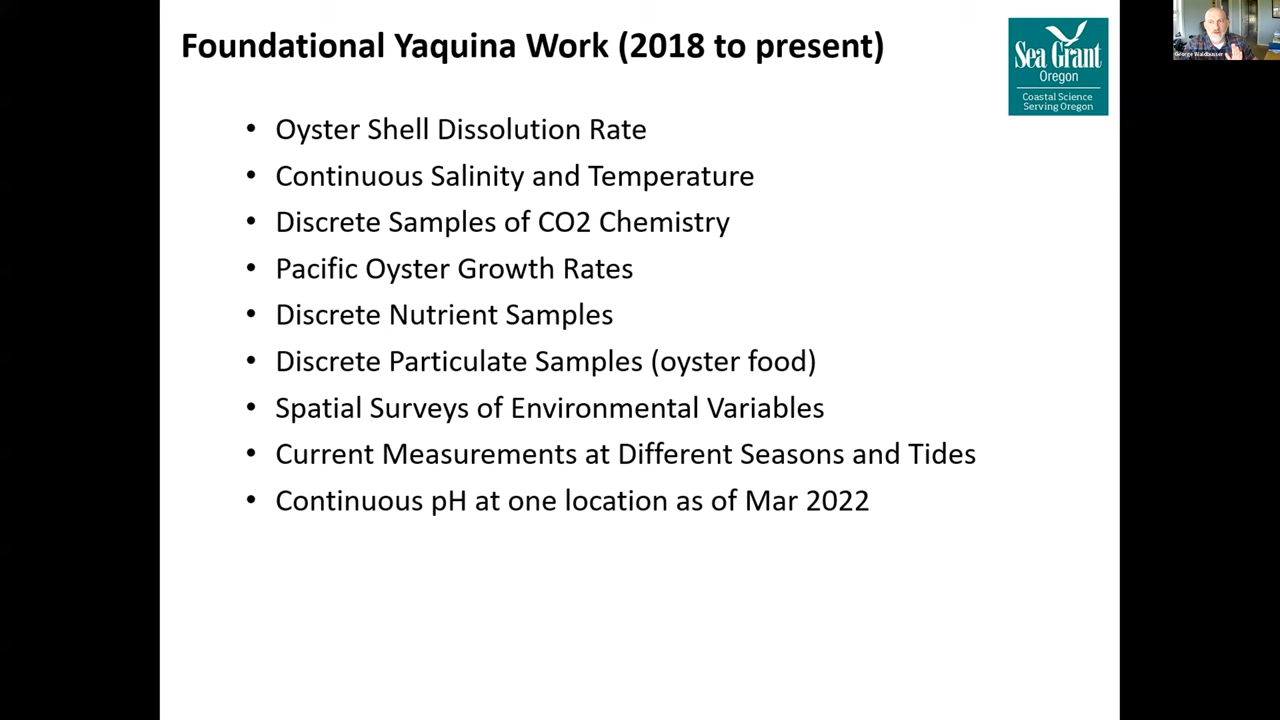 Foundational Yaquina Work (2018 to present)
Sea Grant
Oregon
Coastal Science
Serving Oregon
George Waldbusser
• Oyster Shell Dissolution Rate
• Continuous Salinity and Temperature
• Discrete Samples of CO2 Chemistry
• Pacific Oyster Growth Rates
• Discrete Nutrient Samples
• Discrete Particulate Samples (oyster food)
• Spatial Surveys of Environmental Variables
• Current Measurements at Different Seasons and Tides
• Continuous pH at one location as of Mar 2022